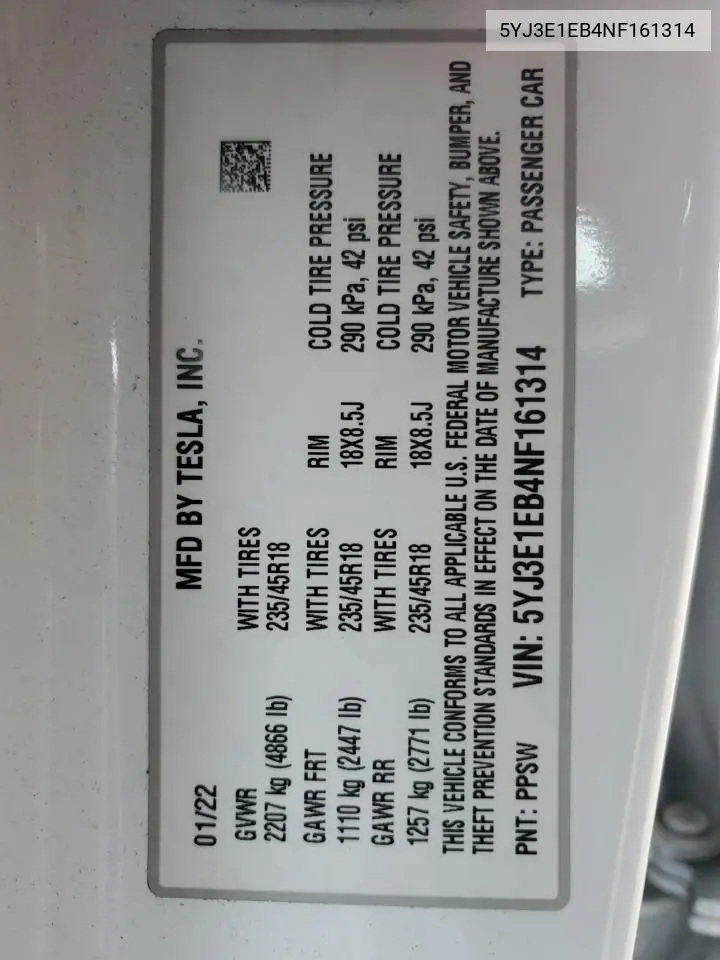 5YJ3E1EB4NF161314
MFD BY TESLA, INC.
01/22
GVWR WITH TIRES
2207 kg (4866 lb) 235/45R18
GAWR FRT WITH TIRES RIM COLD TIRE PRESSURE
1110 kg (2447 lb) 235/45R18 18X8.5J 290 kPa, 42 psi
GAWR RR WITH TIRES RIM COLD TIRE PRESSURE
1257 kg (2771 lb) 235/45R18 18X8.5J 290 kPa, 42 psi
THIS VEHICLE CONFORMS TO ALL APPLICABLE U.S. FEDERAL MOTOR VEHICLE SAFETY, BUMPER, AND
THEFT PREVENTION STANDARDS IN EFFECT ON THE DATE OF MANUFACTURE SHOWN ABOVE.
PNT: PPSW VIN: 5YJ3E1EB4NF161314 TYPE: PASSENGER CAR